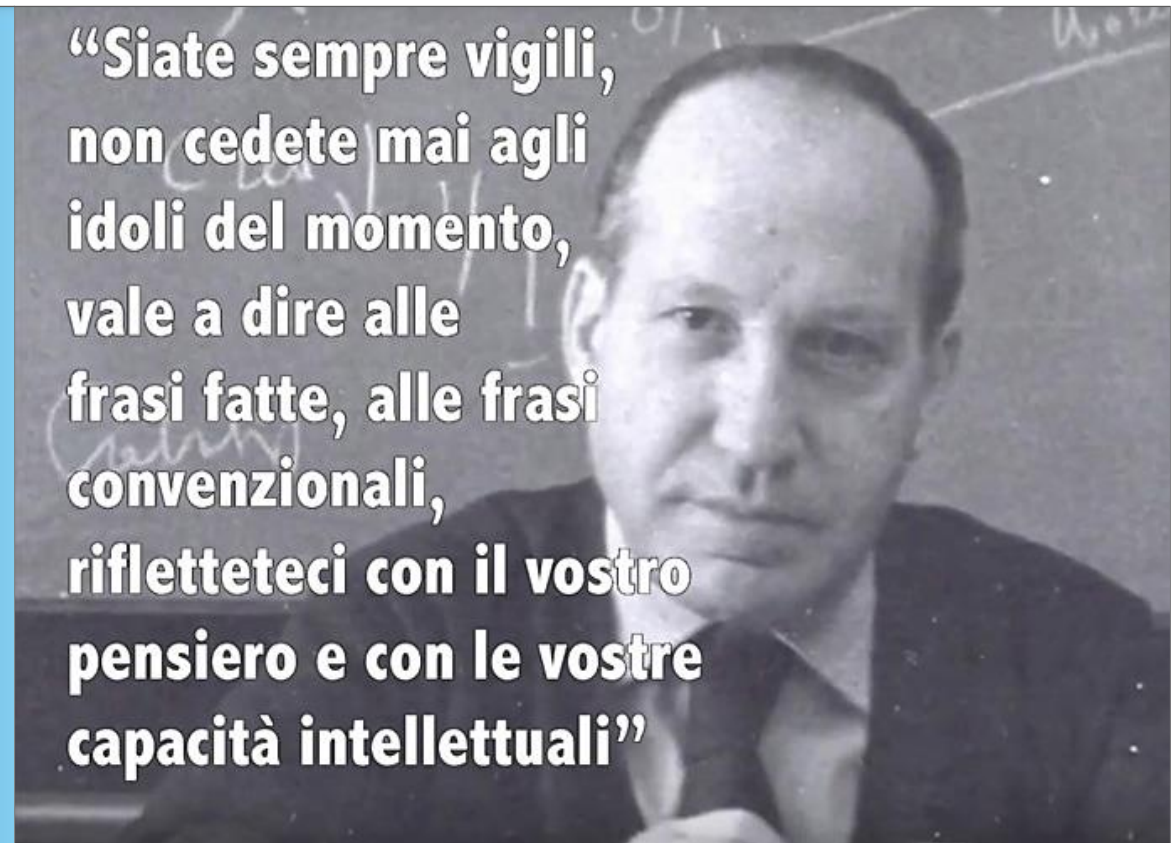 “Siate sempre vigili,
non cedete mai agli
idoli del momento,
vale a dire alle
frasi fatte, alle frasi
convenzionali,
rifletteteci con il vostro
pensiero e con le vostre
capacità intellettuali”